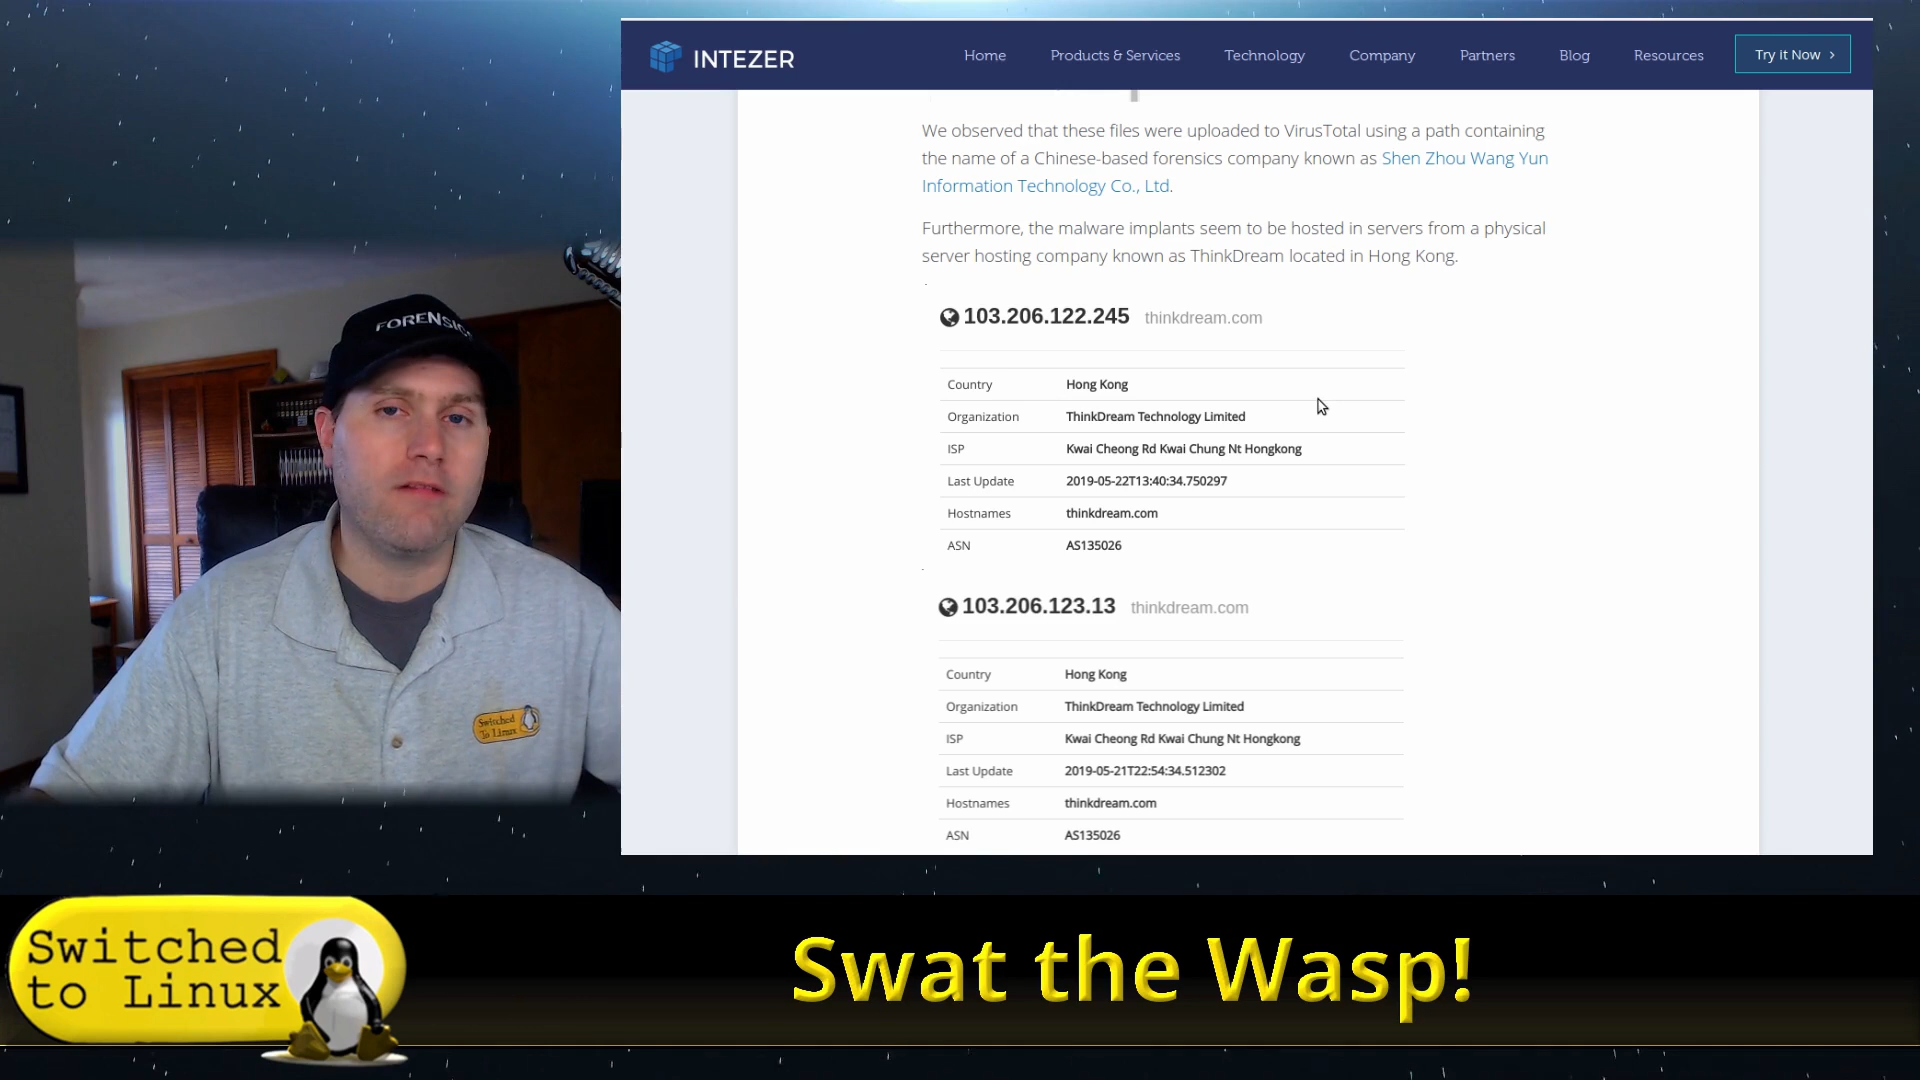 INTEZER
Home Products & Services Technology Company Partners Blog Resources Try it Now
We observed that these files were uploaded to VirusTotal using a path containing
the name of a Chinese-based forensics company known as Shen Zhou Wang Yun
Information Technology Co., Ltd.
Furthermore, the malware implants seem to be hosted in servers from a physical
server hosting company known as ThinkDream located in Hong Kong.
103.206.122.245 thinkdream.com
Country Hong Kong
Organization ThinkDream Technology Limited
ISP Kwai Cheong Rd Kwai Chung Nt Hongkong
Last Update 2019-05-22T13:40:34.750297
Hostnames thinkdream.com
ASN AS135026
103.206.123.13 thinkdream.com
Country Hong Kong
Organization ThinkDream Technology Limited
ISP Kwai Cheong Rd Kwai Chung Nt Hongkong
Last Update 2019-05-21T22:54:34.512302
Hostnames thinkdream.com
ASN AS135026
FORENSIC
Switched
To Linux
Switched
to Linux
Swat the Wasp!